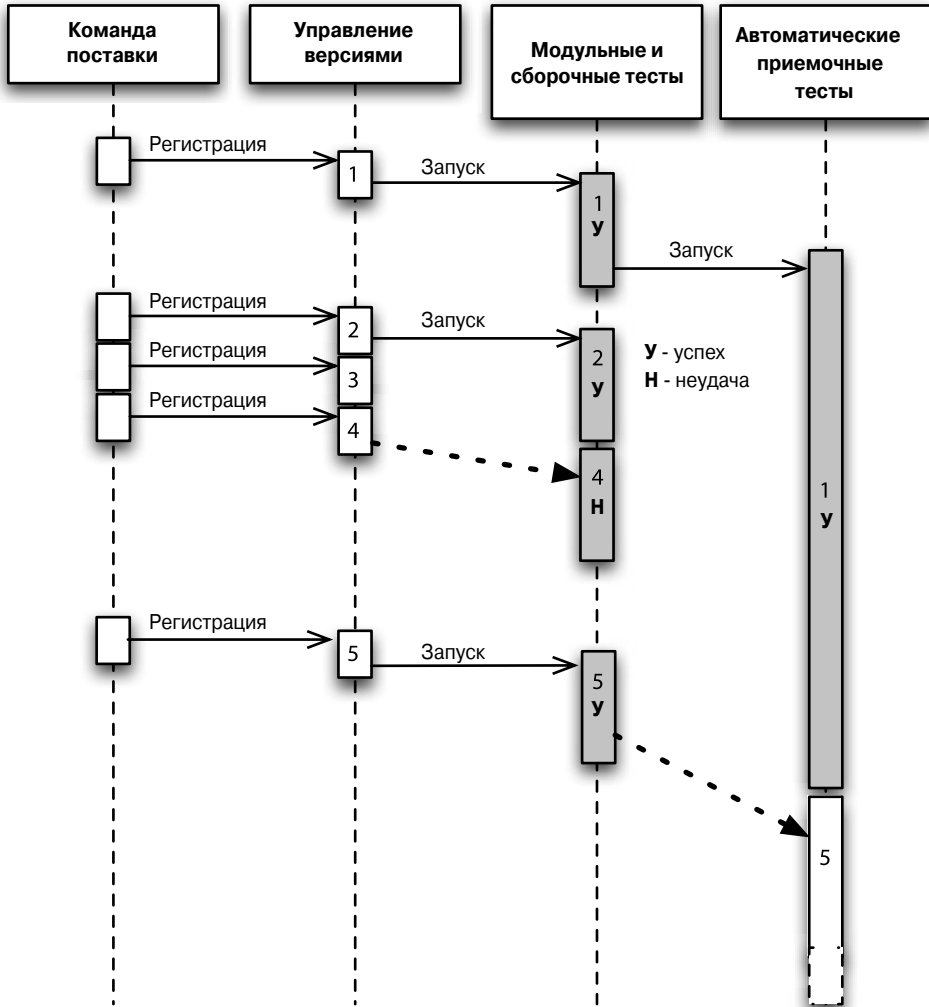 Команда
поставки
Управление
версиями
Модульные и
сборочные тесты
Автоматические
приемочные
тесты
Регистрация
1
Запуск
1
У
Запуск
Регистрация
2
Запуск
2
У
У - успех
Н - неудача
Регистрация
3
Регистрация
4
4
Н
1
У
Регистрация
5
Запуск
5
У
5